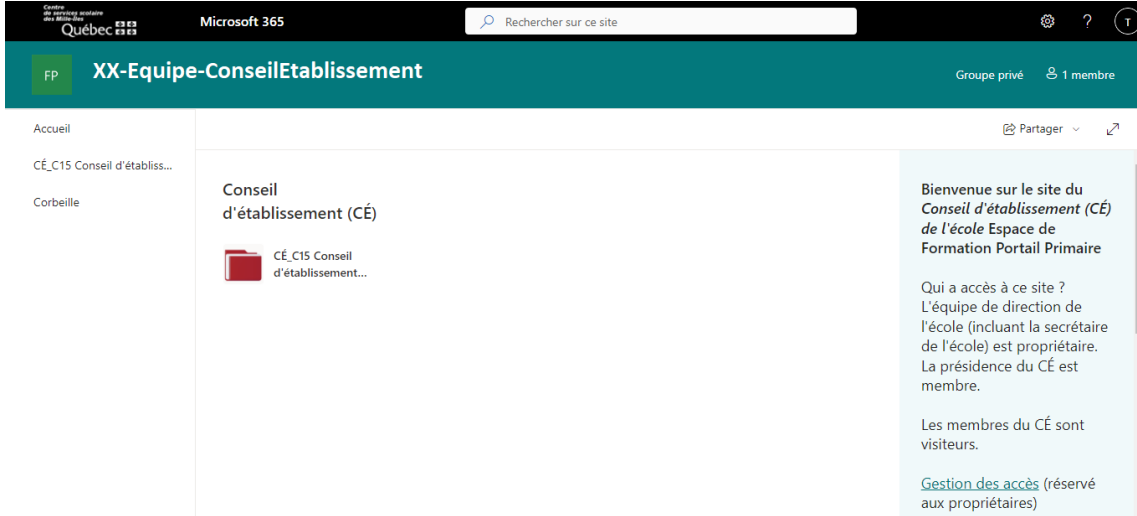 Centre
de services scolaire
des Mille-Îles
Québec
Microsoft 365
Rechercher sur ce site
?
T
FP
XX-Equipe-ConseilEtablissement
Groupe privé
1 membre
Accueil
Partager
CÉ_C15 Conseil d'établiss...
Corbeille
Conseil
d'établissement (CÉ)
CÉ_C15 Conseil
d'établissement...
Bienvenue sur le site du
Conseil d'établissement (CÉ)
de l'école Espace de
Formation Portail Primaire
Qui a accès à ce site ?
L'équipe de direction de
l'école (incluant la secrétaire
de l'école) est propriétaire.
La présidence du CÉ est
membre.
Les membres du CÉ sont
visiteurs.
Gestion des accès (réservé
aux propriétaires)